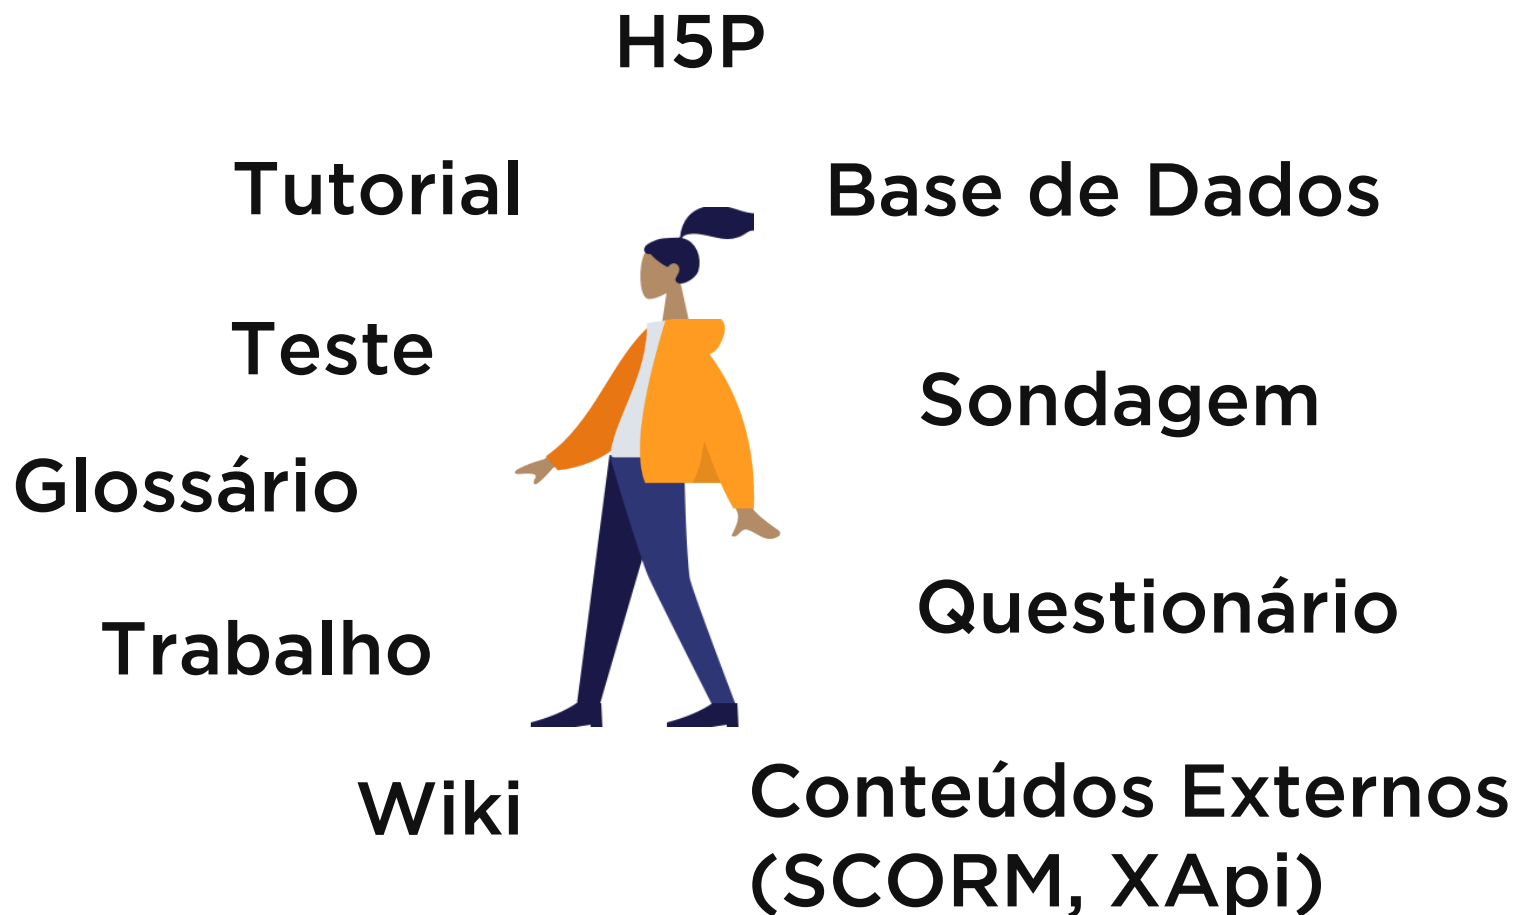 H5P
Tutorial
Base de Dados
Teste
Sondagem
Glossário
Questionário
Trabalho
Wiki
Conteúdos Externos
(SCORM, XApi)